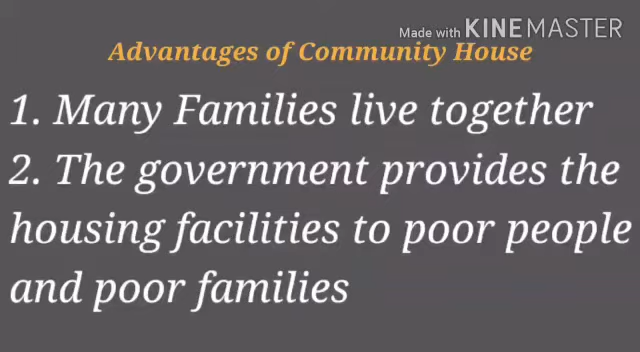 Made with KINEMASTER
Advantages of Community House
1. Many Families live together
2. The government provides the
housing facilities to poor people
and poor families